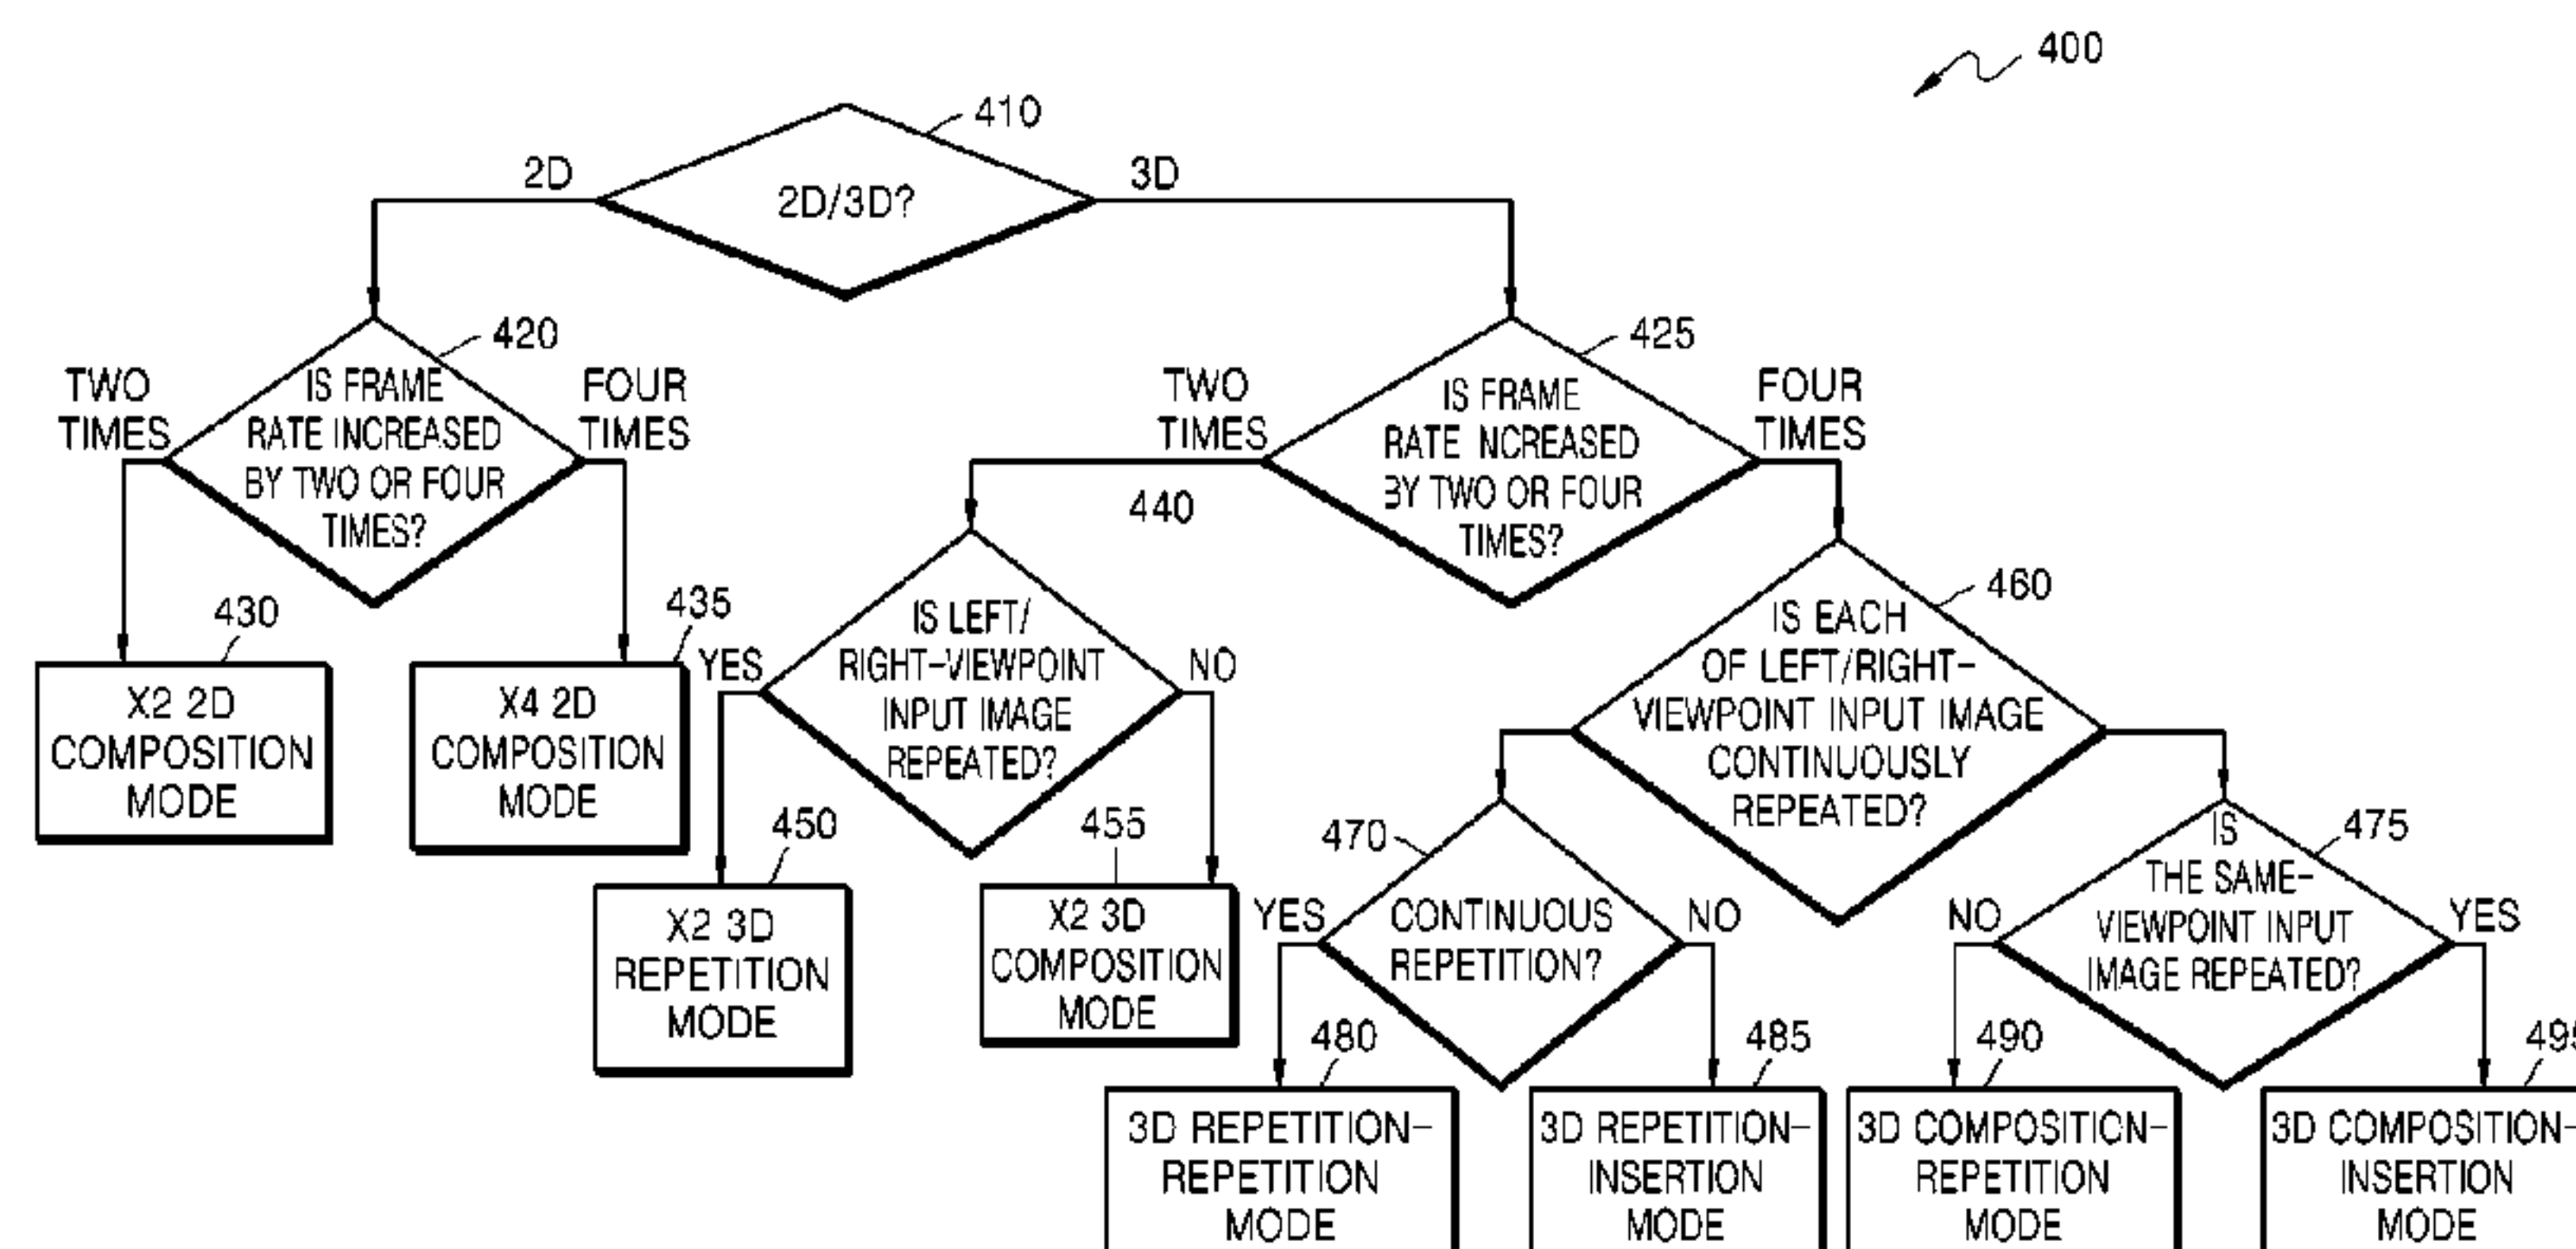 400
410
2D
2D/3D?
3D
420
TWO
TIMES
IS FRAME
RATE INCREASED
BY TWO OR FOUR
TIMES?
FOUR
TIMES
425
TWO
TIMES
IS FRAME
RATE NCREASED
BY TWO OR FOUR
TIMES?
FOUR
TIMES
430
X2 2D
COMPOSITION
MODE
435
X4 2D
COMPOSITION
MODE
440
YES
IS LEFT/
RIGHT-VIEWPOINT
INPUT IMAGE
REPEATED?
NO
460
IS EACH
OF LEFT/RIGHT-
VIEWPOINT INPUT IMAGE
CONTINUOUSLY
REPEATED?
450
X2 3D
REPETITION
MODE
455
X2 3D
COMPOSITION
MODE
470
YES
CONTINUOUS
REPETITION?
NO
475
NO
IS
THE SAME-
VIEWPOINT INPUT
IMAGE REPEATED?
YES
480
3D REPETITION-
REPETITION
MODE
485
3D REPETITION-
INSERTION
MODE
490
3D COMPOSITION-
REPETITION
MODE
495
3D COMPOSITION-
INSERTION
MODE